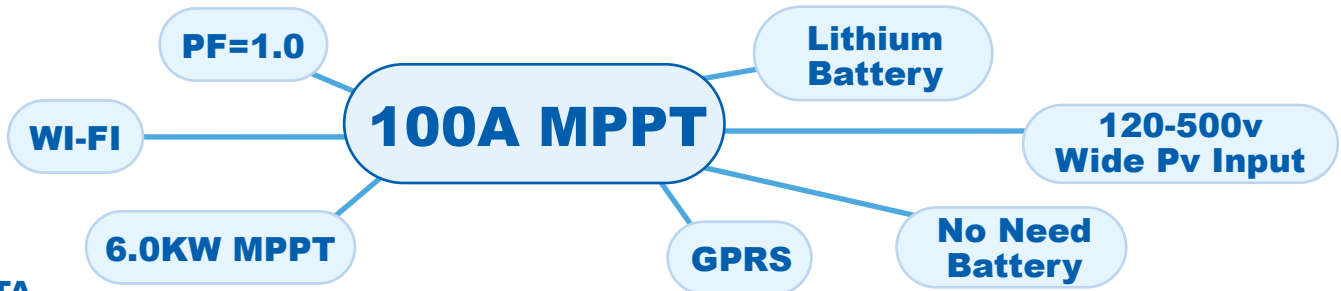 PF=1.0
Lithium
Battery
100A MPPT
WI-FI
120-500v
Wide Pv Input
6.0KW MPPT
GPRS
No Need
Battery